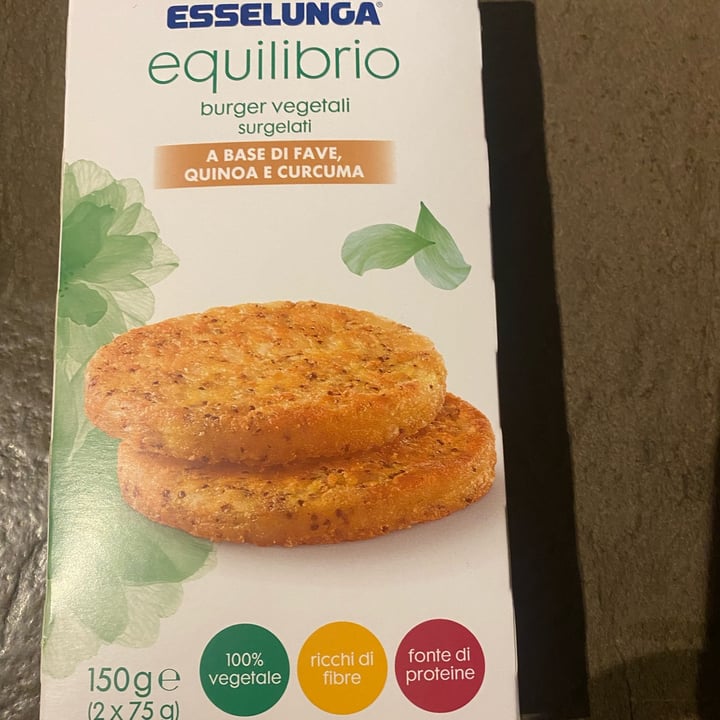 ESSELUNGA®
equilibrio
burger vegetali
surgelati
A BASE DI FAVE,
QUINOA E CURCUMA
150g e
(2 x 75 g)
100%
vegetale
ricchi di
fibre
fonte di
proteine